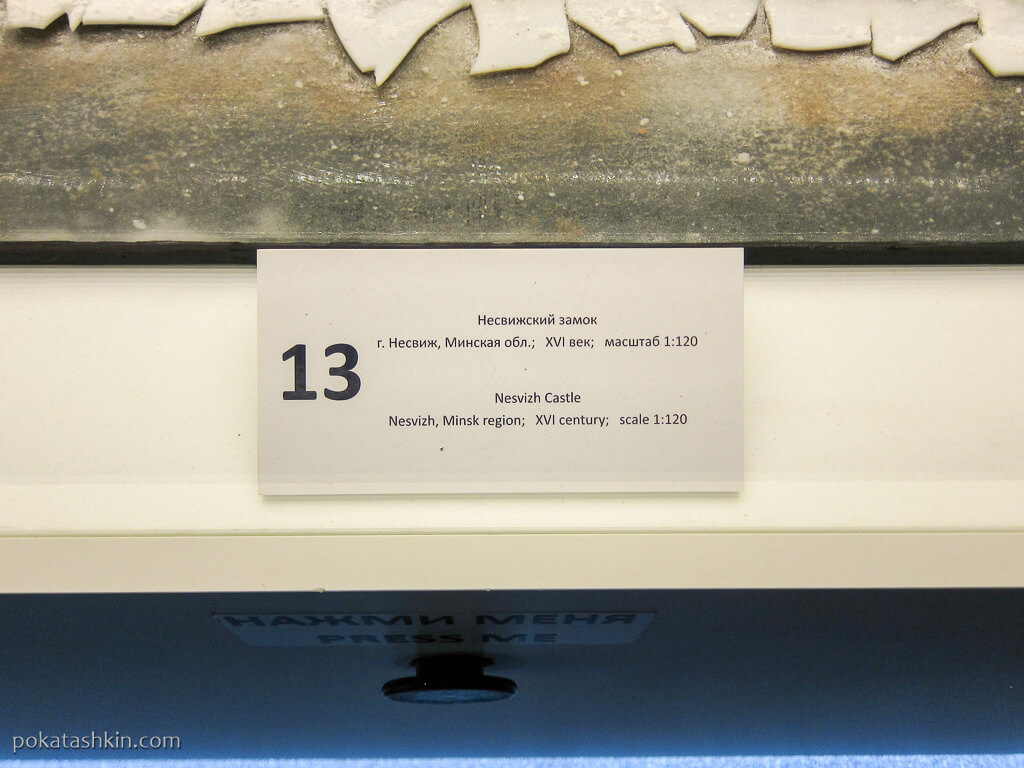 13
Несвижский замок
г. Несвиж, Минская обл.; XVI век; масштаб 1:120
Nesvizh Castle
Nesvizh, Minsk region; XVI century; scale 1:120
НАЖМИ МЕНЯ
PRESS ME
pokatashkin.com